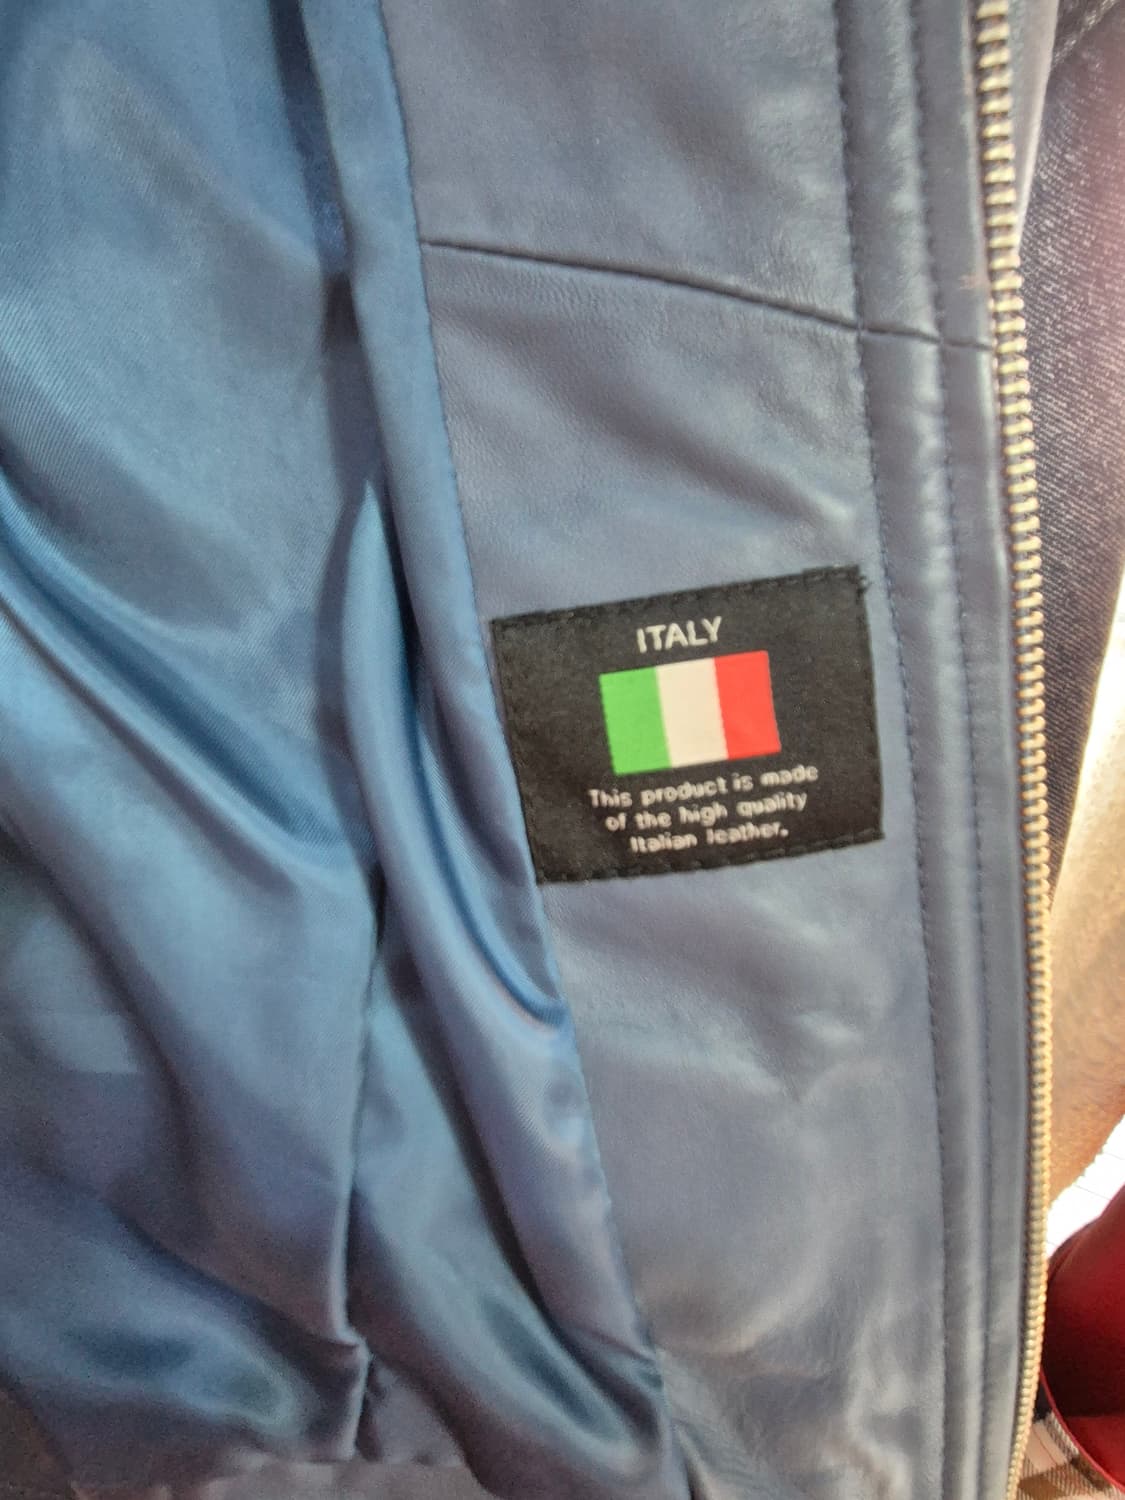 ITALY
This product is made
of the high quality
Italian leather.